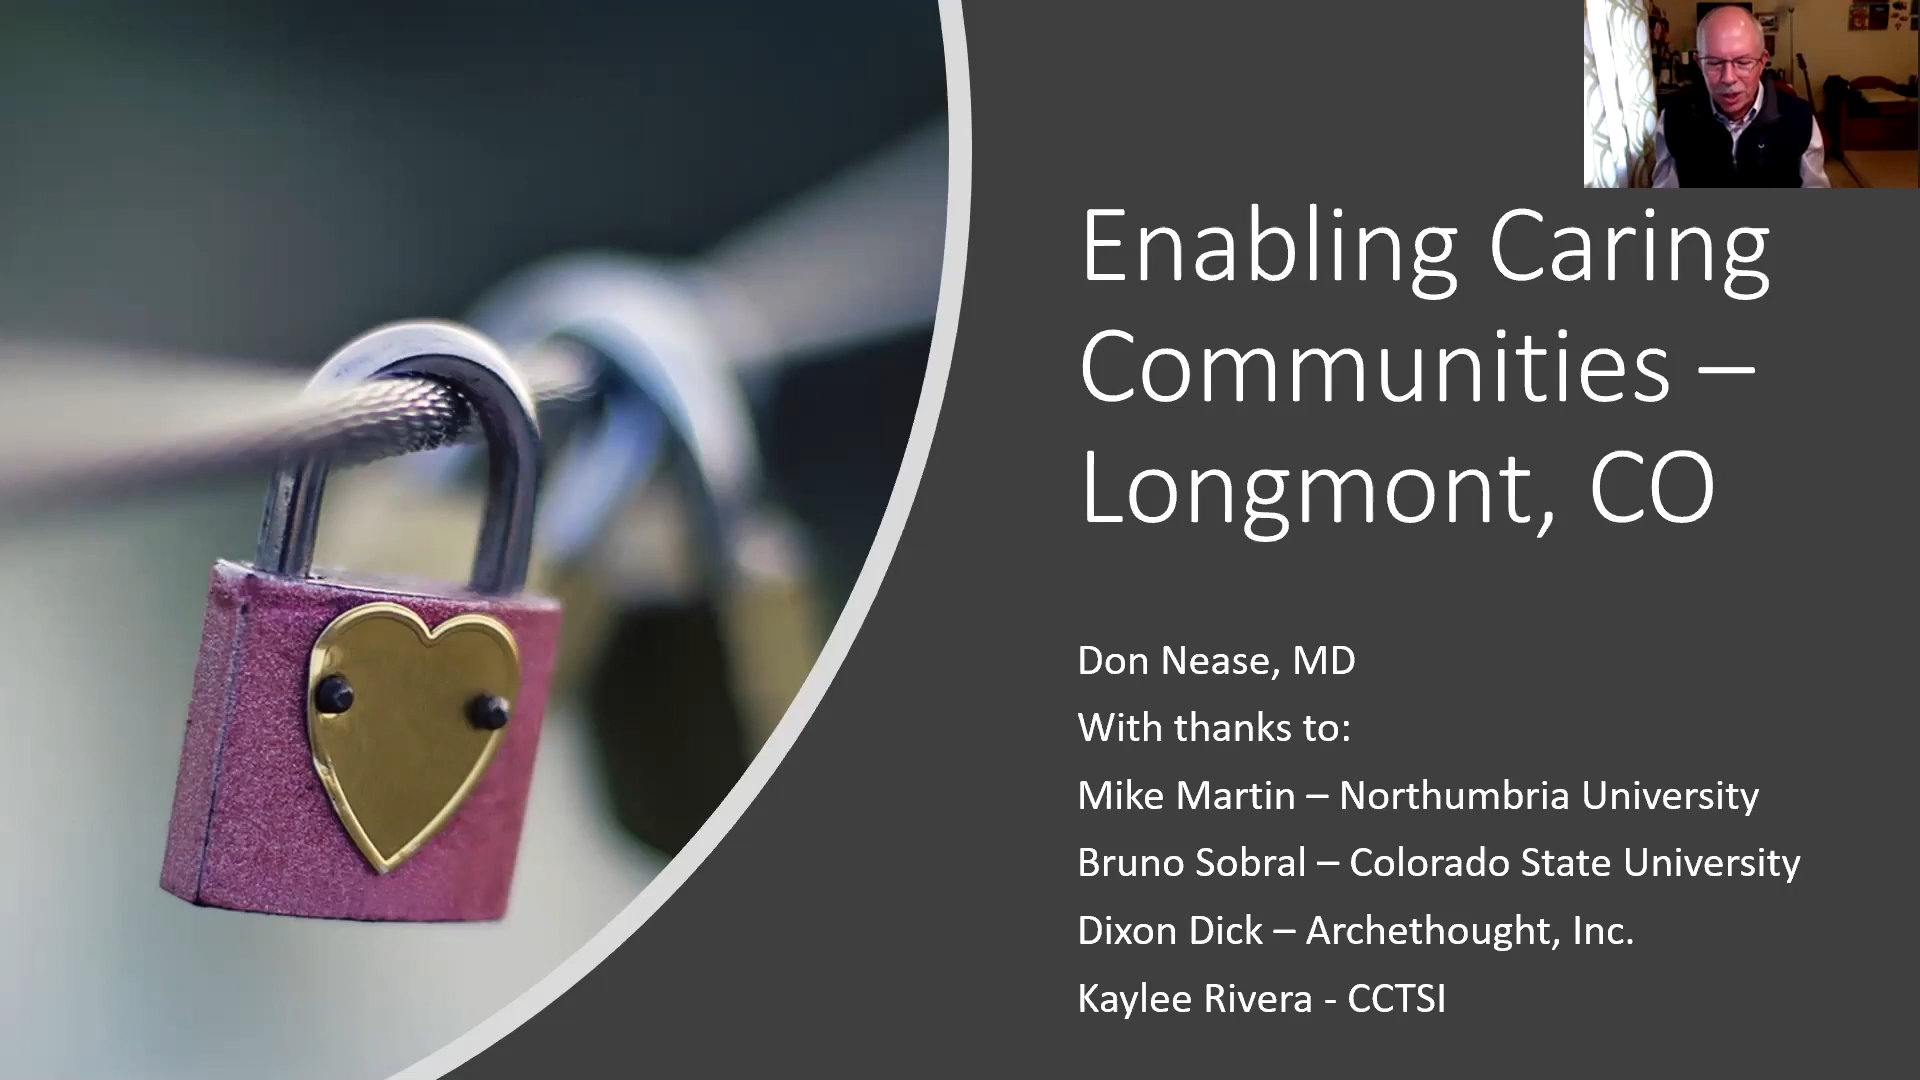 Enabling Caring
Communities –
Longmont, CO
Don Nease, MD
With thanks to:
Mike Martin – Northumbria University
Bruno Sobral – Colorado State University
Dixon Dick – Archethought, Inc.
Kaylee Rivera - CCTSI